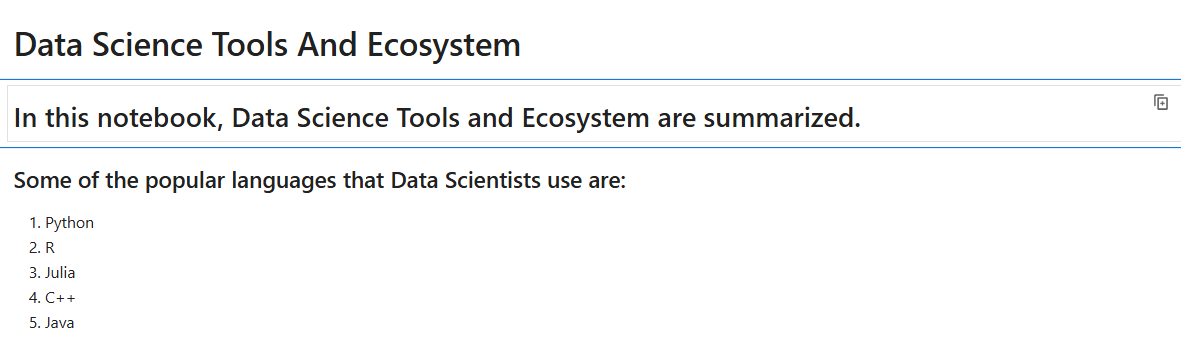 Data Science Tools And Ecosystem
In this notebook, Data Science Tools and Ecosystem are summarized.
Some of the popular languages that Data Scientists use are:
1. Python
2. R
3. Julia
4. C++
5. Java